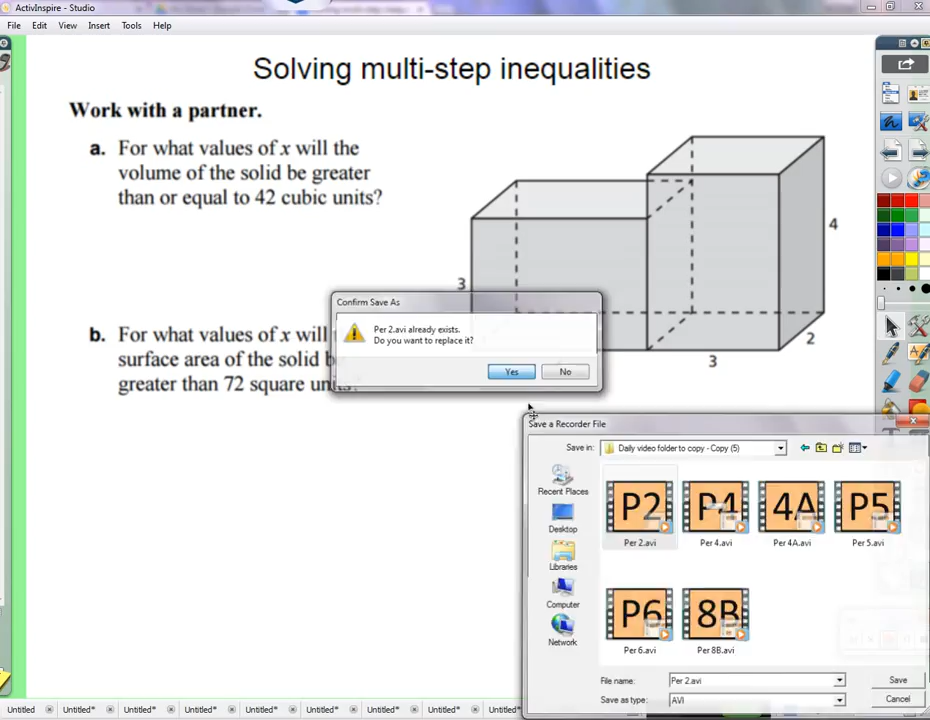 ActivInspire - Studio
File Edit View Insert Tools Help
Solving multi-step inequalities
Work with a partner.
a. For what values of x will the
volume of the solid be greater
than or equal to 42 cubic units?
4
3
2
3
b. For what values of x will
surface area of the solid b
greater than 72 square un
Confirm Save As
Per 2.avi already exists.
Do you want to replace it?
Yes No
Save a Recorder File
Save in: Daily video folder to copy - Copy (5)
Recent Places
Desktop
Libraries
Computer
Network
P2 P4 4A P5
Per 2.avi Per 4.avi Per 4A.avi Per 5.avi
P6 8B
Per 6.avi Per 8B.avi
File name: Per 2.avi Save
Save as type: AVI Cancel
Untitled Untitled* Untitled* Untitled* Untitled* Untitled* Untitled* Untitled* Untitled*